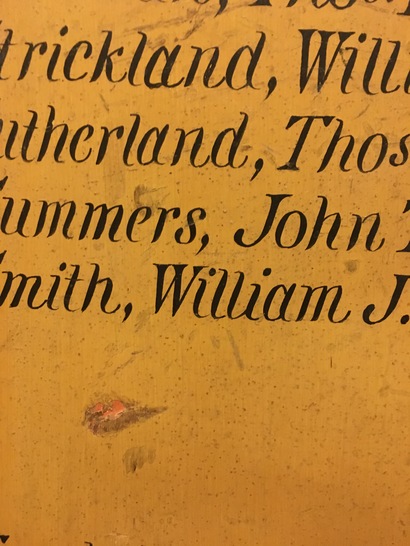 trickland, Will
utherland, Thos
ummers, John
mith, William J.